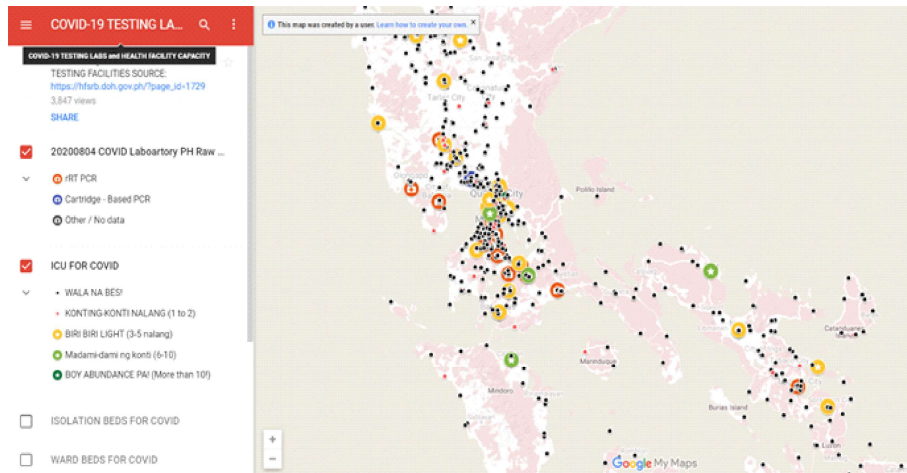 COVID-19 TESTING LA...
This map was created by a user. Learn how to create your own.
COVID-19 TESTING LABS and HEALTH FACILITY CAPACITY
TESTING FACILITIES SOURCE:
https://hfsrb.doh.gov.ph/?page_id=1729
3,847 views
SHARE
20200804 COVID Laboartory PH Raw ...
rRT PCR
Cartridge - Based PCR
Other / No data
ICU FOR COVID
WALA NA BES!
KONTING-KONTI NALANG (1 to 2)
BIRI BIRI LIGHT (3-5 nalang)
Madami-dami ng konti (6-10)
BOY ABUNDANCE PA! (More than 10!)
ISOLATION BEDS FOR COVID
WARD BEDS FOR COVID
Tarlac City
Polillo Island
Catanduanes
Marinduque
Mindoro
Burias Island
Google My Maps